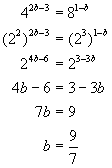 4^{2b-3} = 8^{1-b}
(2^2)^{2b-3} = (2^3)^{1-b}
2^{4b-6} = 2^{3-3b}
4b - 6 = 3 - 3b
7b = 9
b = \frac{9}{7}